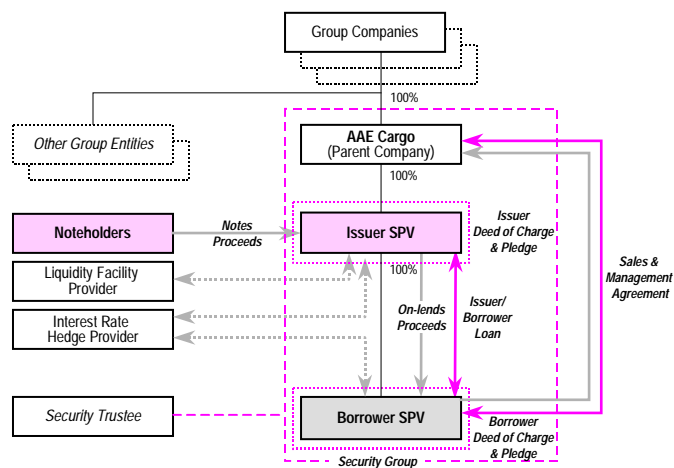 Group Companies
100%
Other Group Entities
AAE Cargo
(Parent Company)
100%
Issuer
Deed of Charge
& Pledge
Noteholders
Notes
Proceeds
Issuer SPV
Liquidity Facility
Provider
100%
Sales &
Management
Agreement
Interest Rate
Hedge Provider
On-lends
Proceeds
Issuer/
Borrower
Loan
Security Trustee
Borrower SPV
Borrower
Deed of Charge
& Pledge
Security Group